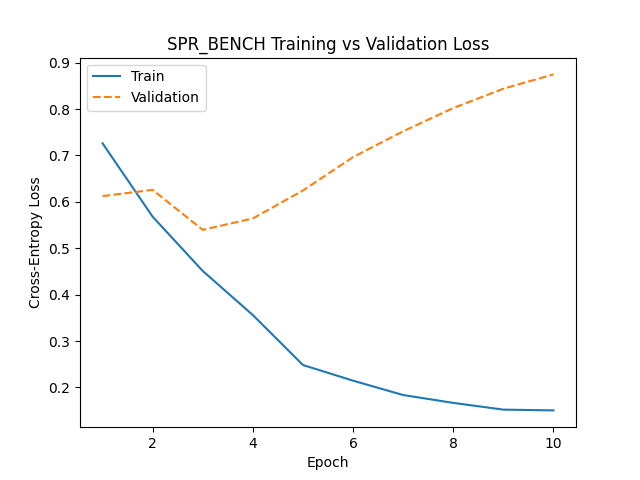 SPR_BENCH Training vs Validation Loss
Train
Validation
Cross-Entropy Loss
0.9
0.8
0.7
0.6
0.5
0.4
0.3
0.2
2 4 6 8 10
Epoch